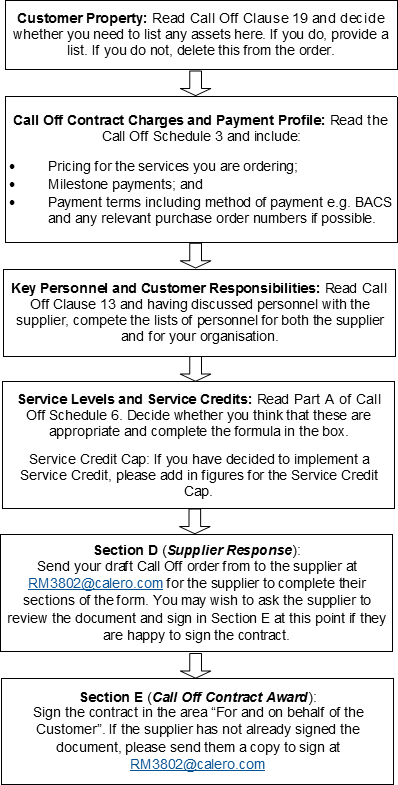 Customer Property: Read Call Off Clause 19 and decide
whether you need to list any assets here. If you do, provide a
list. If you do not, delete this from the order.
Call Off Contract Charges and Payment Profile: Read the
Call Off Schedule 3 and include:
• Pricing for the services you are ordering;
• Milestone payments; and
• Payment terms including method of payment e.g. BACS
and any relevant purchase order numbers if possible.
Key Personnel and Customer Responsibilities: Read Call
Off Clause 13 and having discussed personnel with the
supplier, compete the lists of personnel for both the supplier
and for your organisation.
Service Levels and Service Credits: Read Part A of Call
Off Schedule 6. Decide whether you think that these are
appropriate and complete the formula in the box.
Service Credit Cap: If you have decided to implement a
Service Credit, please add in figures for the Service Credit
Cap.
Section D (Supplier Response):
Send your draft Call Off order from to the supplier at
RM3802@calero.com for the supplier to complete their
sections of the form. You may wish to ask the supplier to
review the document and sign in Section E at this point if they
are happy to sign the contract.
Section E (Call Off Contract Award):
Sign the contract in the area “For and on behalf of the
Customer”. If the supplier has not already signed the
document, please send them a copy to sign at
RM3802@calero.com